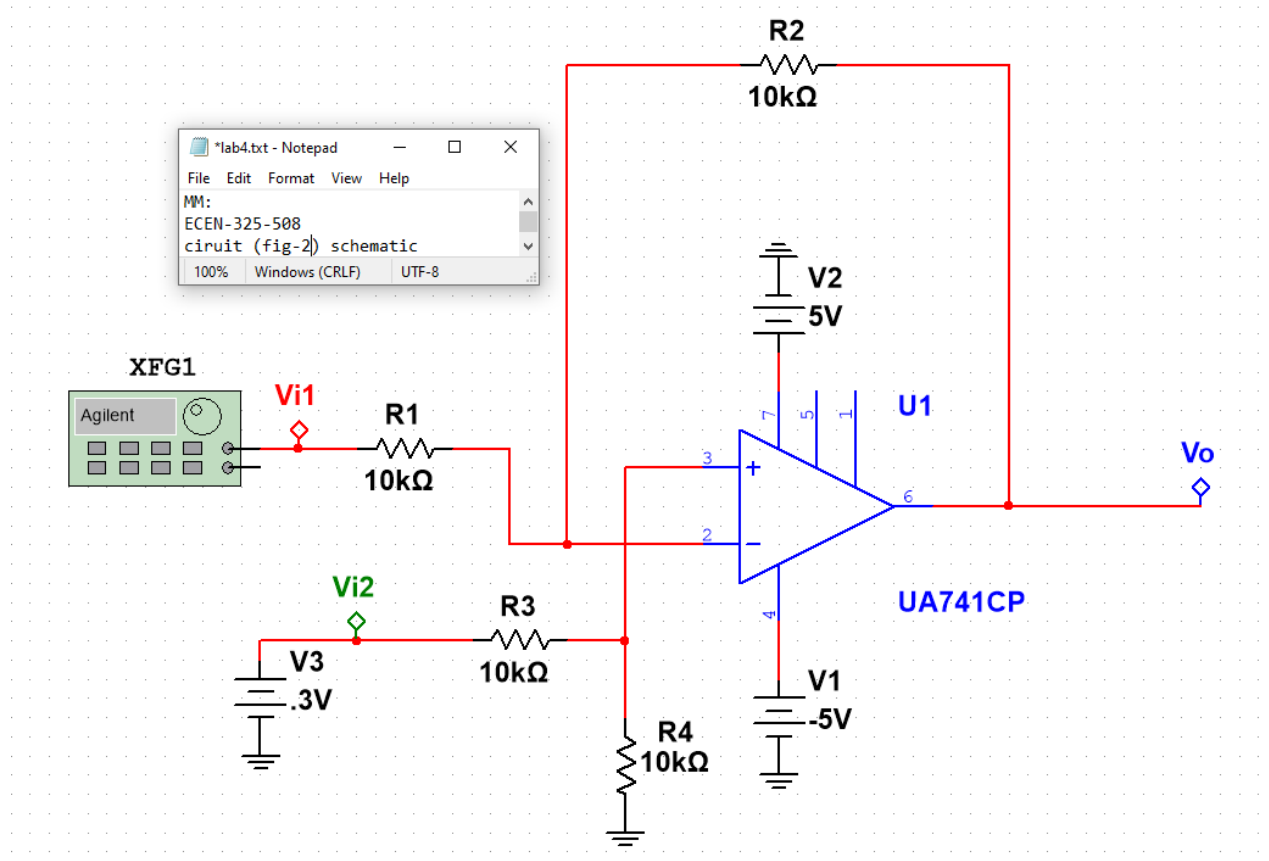 R2
10kΩ
*lab4.txt - Notepad
File Edit Format View Help
MM:
ECEN-325-508
ciruit (fig-2) schematic
100% Windows (CRLF) UTF-8
V2
5V
XFG1
Agilent
Vi1
R1
10kΩ
7
5
1
U1
3
+
2
−
6
Vo
4
UA741CP
Vi2
R3
10kΩ
V3
.3V
V1
-5V
R4
10kΩ